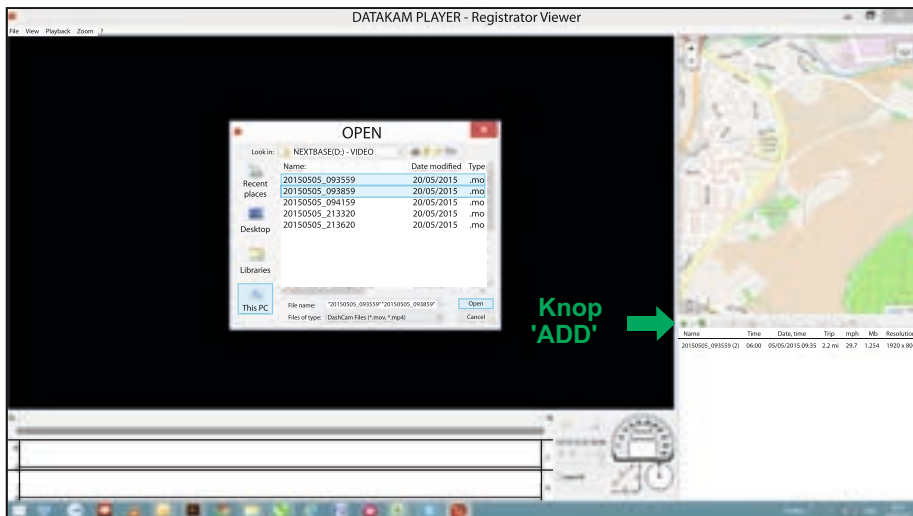 DATAKAM PLAYER - Registrator Viewer
File View Playback Zoom ?
OPEN
Look in: NEXTBASE(D:) - VIDEO
Name: Date modified Type
20150505_093559 20/05/2015 .mo
20150505_093859 20/05/2015 .mo
20150505_094159 20/05/2015 .mo
20150505_213320 20/05/2015 .mo
20150505_213620 20/05/2015 .mo
Recent
places
Desktop
Libraries
This PC
File name: "20150505_093559""20150505_093859" Open
Files of type: DashCam Files (*.mov, *.mp4) Cancel
Knop
'ADD'
Name Time Date, time Trip mph Mb Resolution
20150505_093559 (2) 06:00 05/05/2015 09:35 2.2 mi 29,7 1.254 1920 x 80